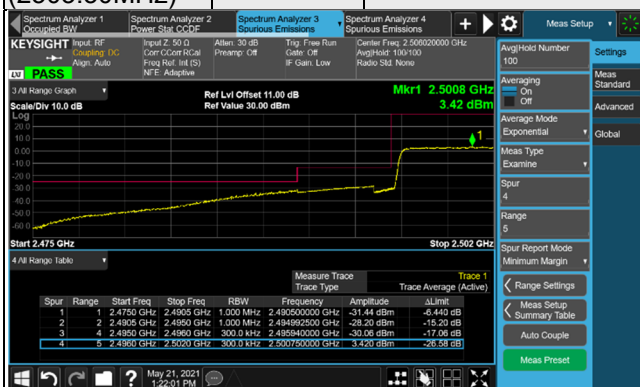 (2506.50MHz)
Spectrum Analyzer 1
Occupied BW
Spectrum Analyzer 2
Power Stat CCDF
Spectrum Analyzer 3
Spurious Emissions
Spectrum Analyzer 4
Spurious Emissions
Meas Setup
KEYSIGHT
Input: RF
Coupling: DC
Align: Auto
Input Z: 50 Ω
Corr CCorr RCal
Freq Ref: Int (S)
NFE: Adaptive
Atten: 30 dB
Preamp: Off
Trig: Free Run
Gate: Off
IF Gain: Low
Center Freq: 2.506020000 GHz
Avg|Hold: 100/100
Radio Std: None
LXI PASS
3 All Range Graph
Scale/Div 10.0 dB
Ref Lvl Offset 11.00 dB
Ref Value 30.00 dBm
Mkr1 2.5008 GHz
3.42 dBm
Log
20.0
10.0
0.00
-10.0
-20.0
-30.0
-40.0
-50.0
-60.0
1
Start 2.475 GHz
Stop 2.502 GHz
4 All Range Table
Measure Trace Trace 1
Trace Type Trace Average (Active)
Spur Range Start Freq Stop Freq RBW Frequency Amplitude ΔLimit
1 1 2.4750 GHz 2.4905 GHz 1.000 MHz 2.490500000 GHz -31.44 dBm -6.440 dB
2 2 2.4905 GHz 2.4950 GHz 1.000 MHz 2.494992500 GHz -28.20 dBm -15.20 dB
3 4 2.4950 GHz 2.4960 GHz 300.0 kHz 2.495940000 GHz -30.06 dBm -17.06 dB
4 5 2.4960 GHz 2.5020 GHz 300.0 kHz 2.500750000 GHz 3.420 dBm -26.58 dB
Avg|Hold Number
100
Averaging
On
Off
Average Mode
Exponential
Meas Type
Examine
Spur
4
Range
5
Spur Report Mode
Minimum Margin
Range Settings
Meas Setup
Summary Table
Auto Couple
Meas Preset
Settings
Meas
Standard
Advanced
Global
May 21, 2021
1:22:01 PM